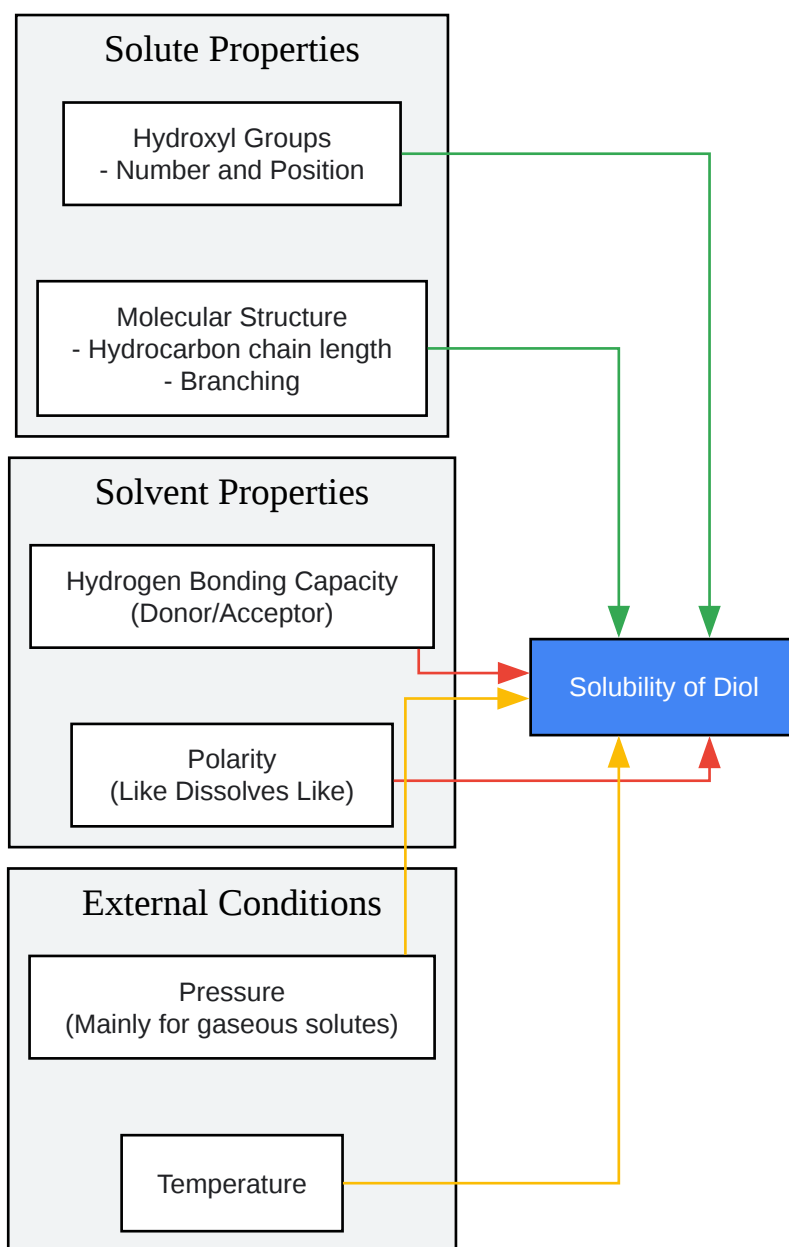 Solute Properties
Hydroxyl Groups
- Number and Position
Molecular Structure
- Hydrocarbon chain length
- Branching
Solvent Properties
Hydrogen Bonding Capacity
(Donor/Acceptor)
Solubility of Diol
Polarity
(Like Dissolves Like)
External Conditions
Pressure
(Mainly for gaseous solutes)
Temperature